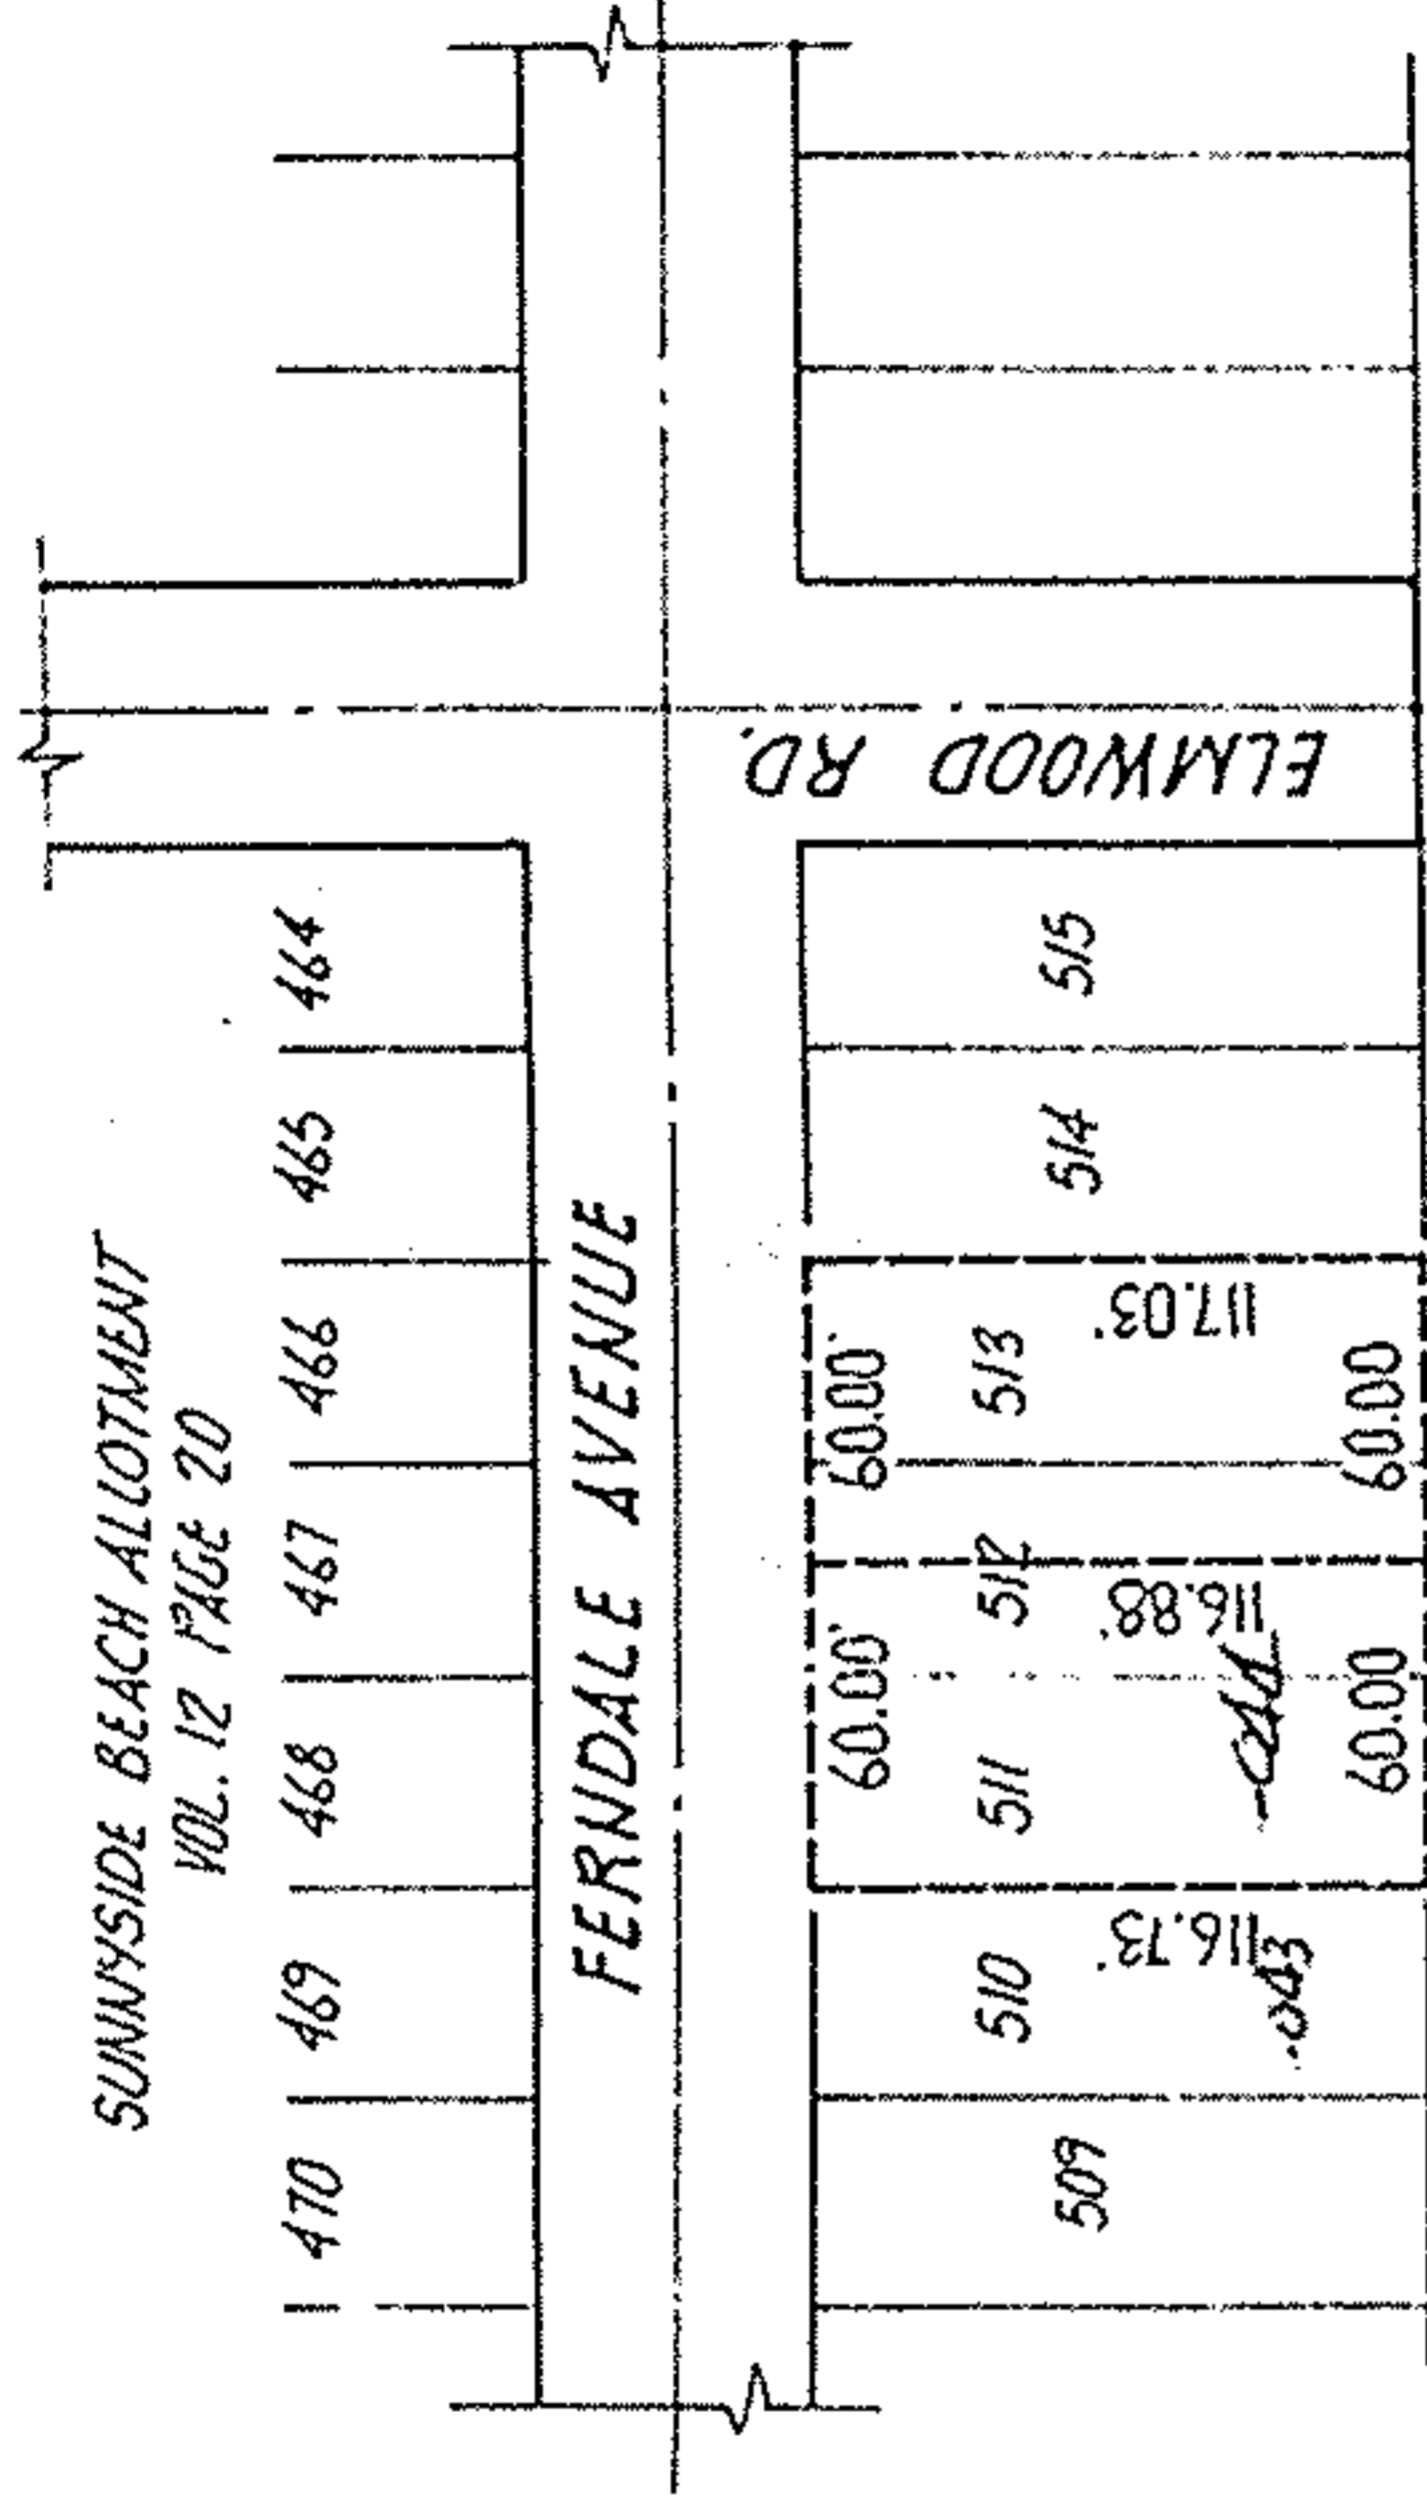 SUNNYSIDE BEACH ALLOTMENT
VOL. 12 PAGE 20
470 469 468 467 466 465 464
FERNDALE AVENUE
ELMWOOD RD.
60.00' 60.00'
509 510 511 512 513 514 515
116.73' 116.88' 117.03'
60.00 60.00